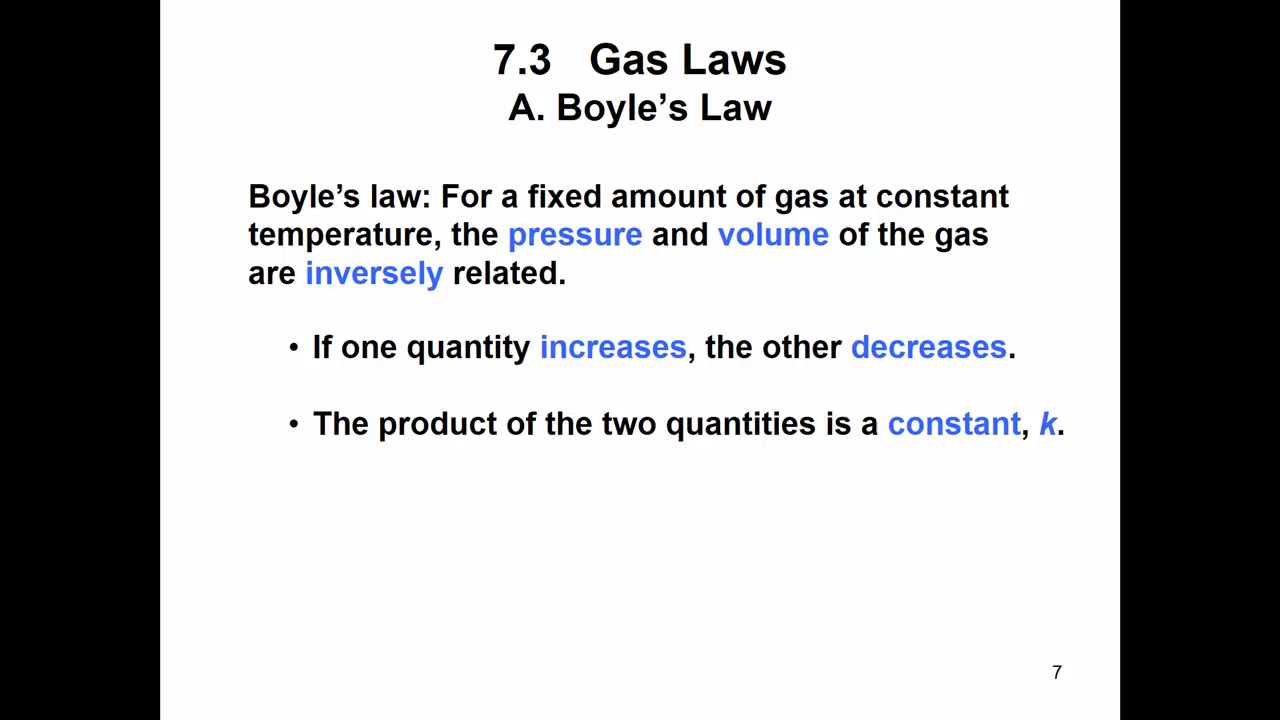 7.3 Gas Laws
A. Boyle’s Law
Boyle’s law: For a fixed amount of gas at constant
temperature, the pressure and volume of the gas
are inversely related.
• If one quantity increases, the other decreases.
• The product of the two quantities is a constant, k.
7